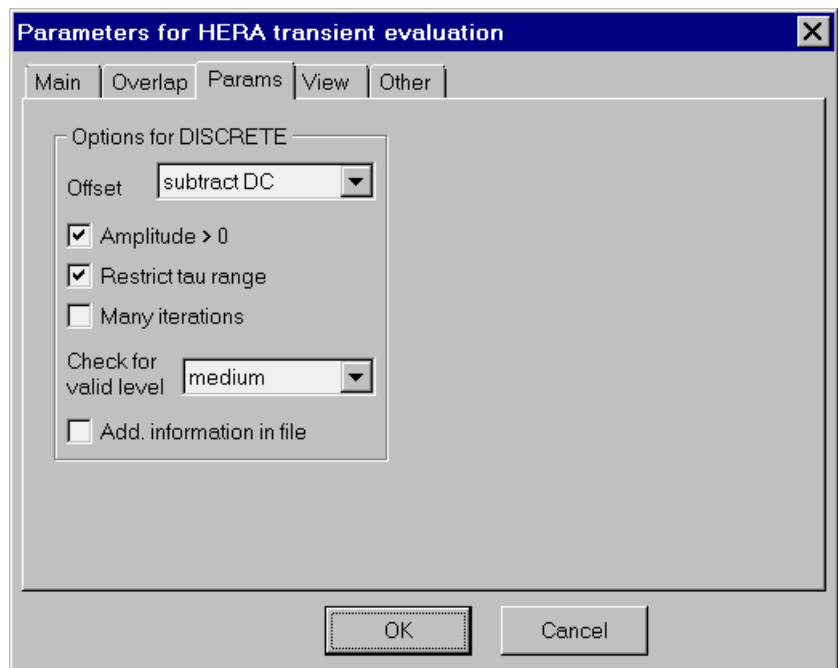 Parameters for HERA transient evaluation
Main Overlap Params View Other
Options for DISCRETE
Offset subtract DC
Amplitude > 0
Restrict tau range
Many iterations
Check for
valid level medium
Add. information in file
OK Cancel